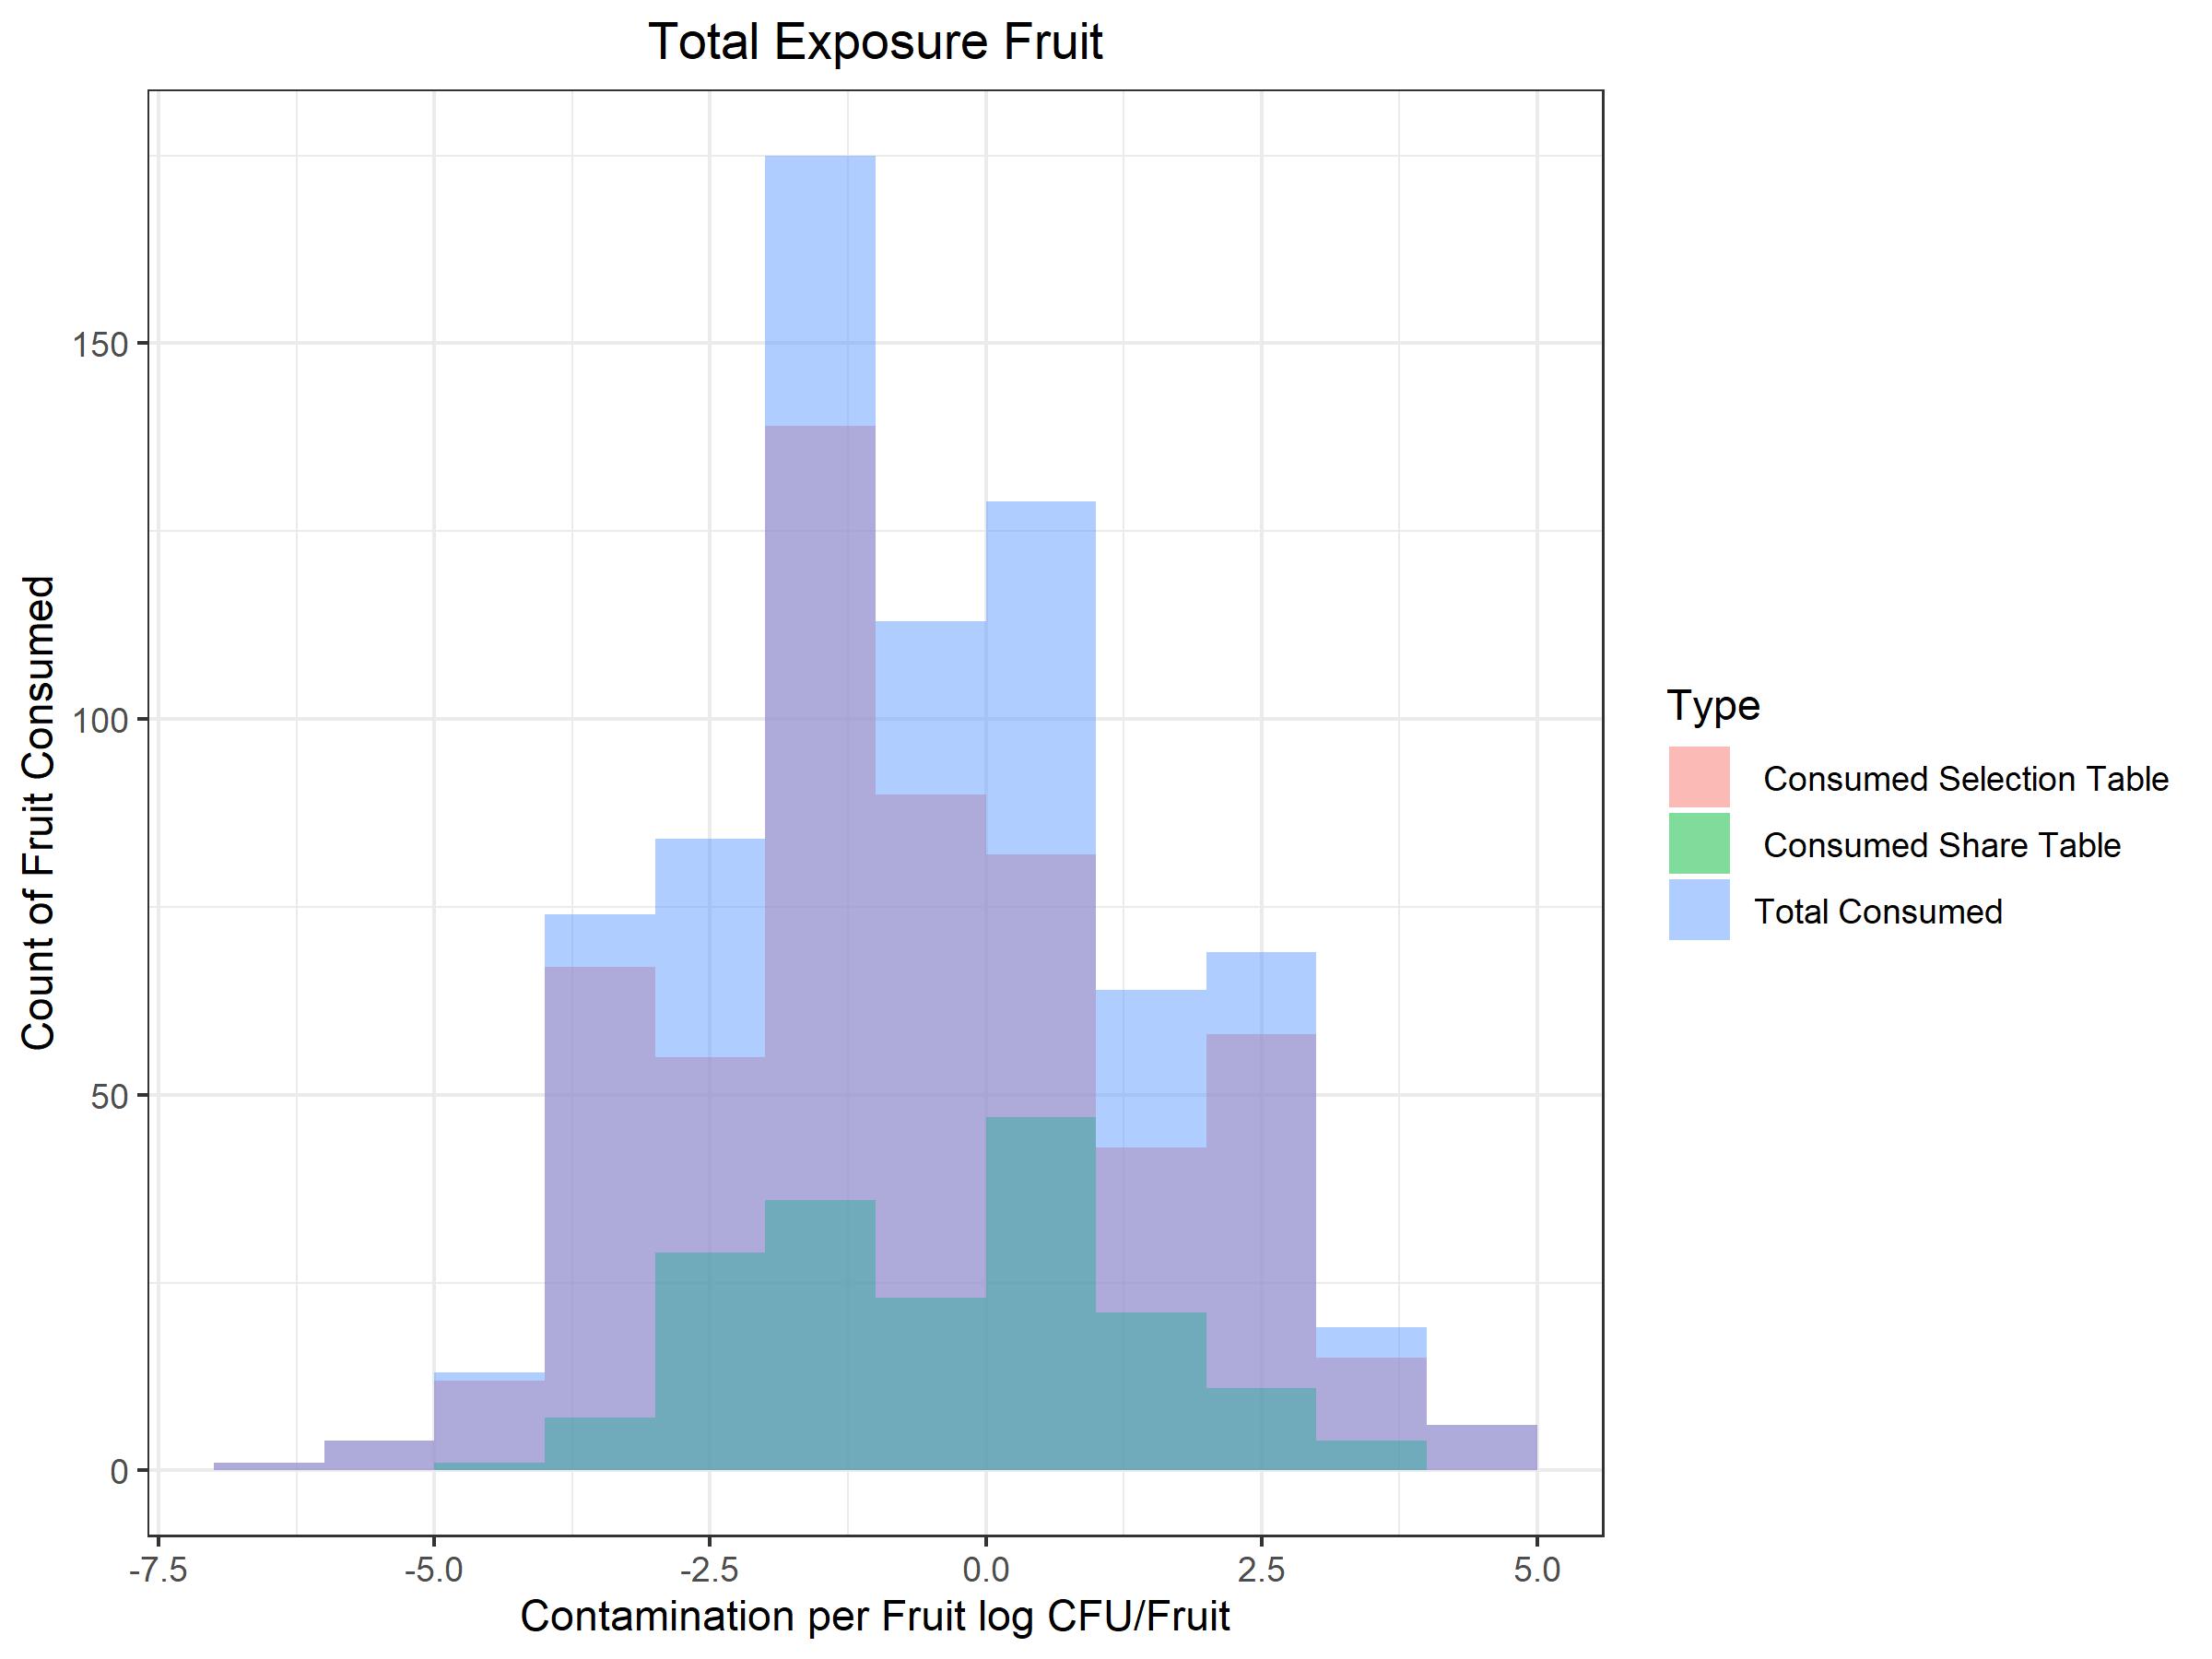 Total Exposure Fruit
Count of Fruit Consumed
150
100
50
0
-7.5
-5.0
-2.5
0.0
2.5
5.0
Contamination per Fruit log CFU/Fruit
Type
Consumed Selection Table
Consumed Share Table
Total Consumed